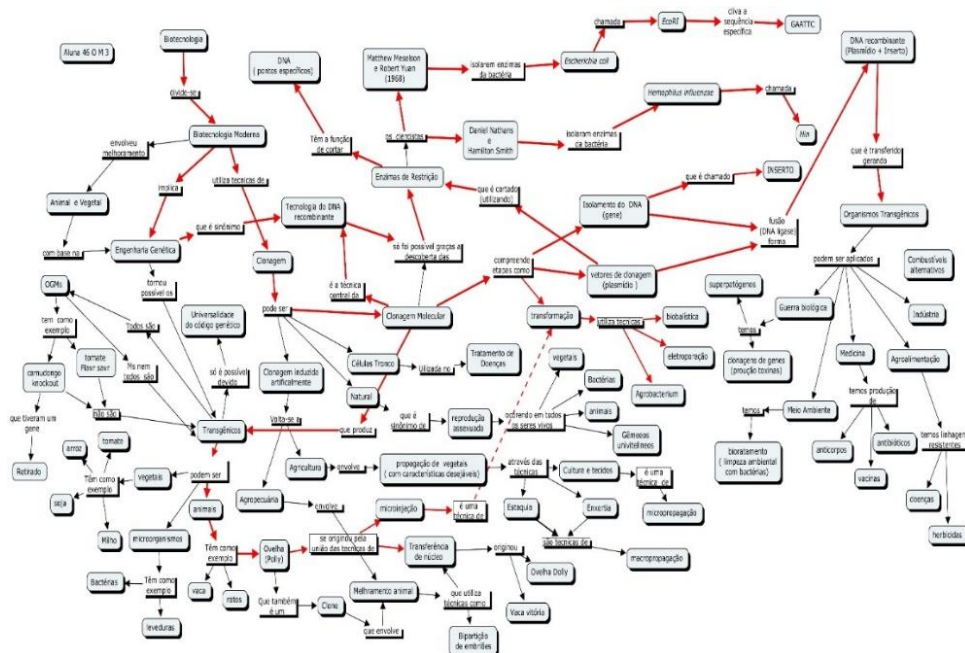 Aluna 46 O M 3
Biotecnologia
divide-se
Biotecnologia Moderna
envolveu
melhoramento
Animal e Vegetal
com base na
implica
utiliza tecnicas de
Engenharia Genética
que é sinônimo
Tecnologia do DNA
recombinante
é a técnica
central da
Clonagem
pode ser
Clonagem Molecular
só foi possível graças a
descoberta das
Enzimas de Restrição
Têm a função
de cortar
DNA
( pontos específicos)
os cientistas
Matthew Meselson
e Robert Yuan
(1968)
isolaram enzimas
da bactéria
Escherichia coli
chamada
EcoRI
cliva a
sequência
específica
GAATTC
Daniel Nathans
e
Hamilton Smith
isolaram enzimas
da bactéria
Hemophilus influenzae
chamada
compreende
etapas como
Isolamento do DNA
(gene)
que é chamado
INSERTO
vetores de clonagem
(plasmídio )
que é cortado
(utilizando)
fusão
(DNA ligase)
forma
DNA recombinante
(Plasmídio + Inserto)
que é transferido
gerando
Organismos Transgênicos
podem ser aplicados
Combustíveis
alternativos
Indústria
Guerra biológica
temos
superpatógenos
clonagens de genes
(proução toxinas)
Meio Ambiente
temos
( limpeza ambiental
com bactérias)
Medicina
temos produção
de
anticorpos
vacinas
antibióticos
Agroalimentação
temos linhagens
resistentes
doenças
herbicidas
transformação
utiliza tecnicas
biobalística
eletroporação
Agrobacterium
tornou
possível os
OGMs
tem como
exemplo
Todos são
Ms nem
todos são
camudongo
knockout
tomate
Flavr savr
não são
que tiveram um
gene
Retirado
Universalidade
do código genético
só é possível
devido
Transgênicos
que produz
Clonagem induzida
artificialmente
Volta-se a
Agropecuária
Agricultura
envolve
propagação de vegetais
( com características desejáveis)
através das
técnicas
Cultura e tecidos
é uma
técnica de
micropropagação
Estaquia
Enxertia
são tecnicas de
macropropagação
Células Tronco
Utilizada no
Tratamento de
Doenças
Natural
que é
sinônimo de
reprodução
assexuada
ocorendo em todos
os seres vivos
vegetais
Bactérias
animais
Gêmeos
univitelineos
podem ser
vegetais
Têm como
exemplo
arroz
tomate
soja
Milho
microorganismos
Têm como
exemplo
Bactérias
leveduras
animais
Têm como
exemplo
vaca
ratos
Ovelha
(Polly)
Que também
é um
Clone
que envolve
Melhramento animal
envolve
se originou pela
união das tecnicas de
microinjeção
é uma
técnica de
Transferência
de núcleo
originou
Ovelha Dolly
Vaca vitória
que utiliza
técnicas como
Bipartição
de embriões